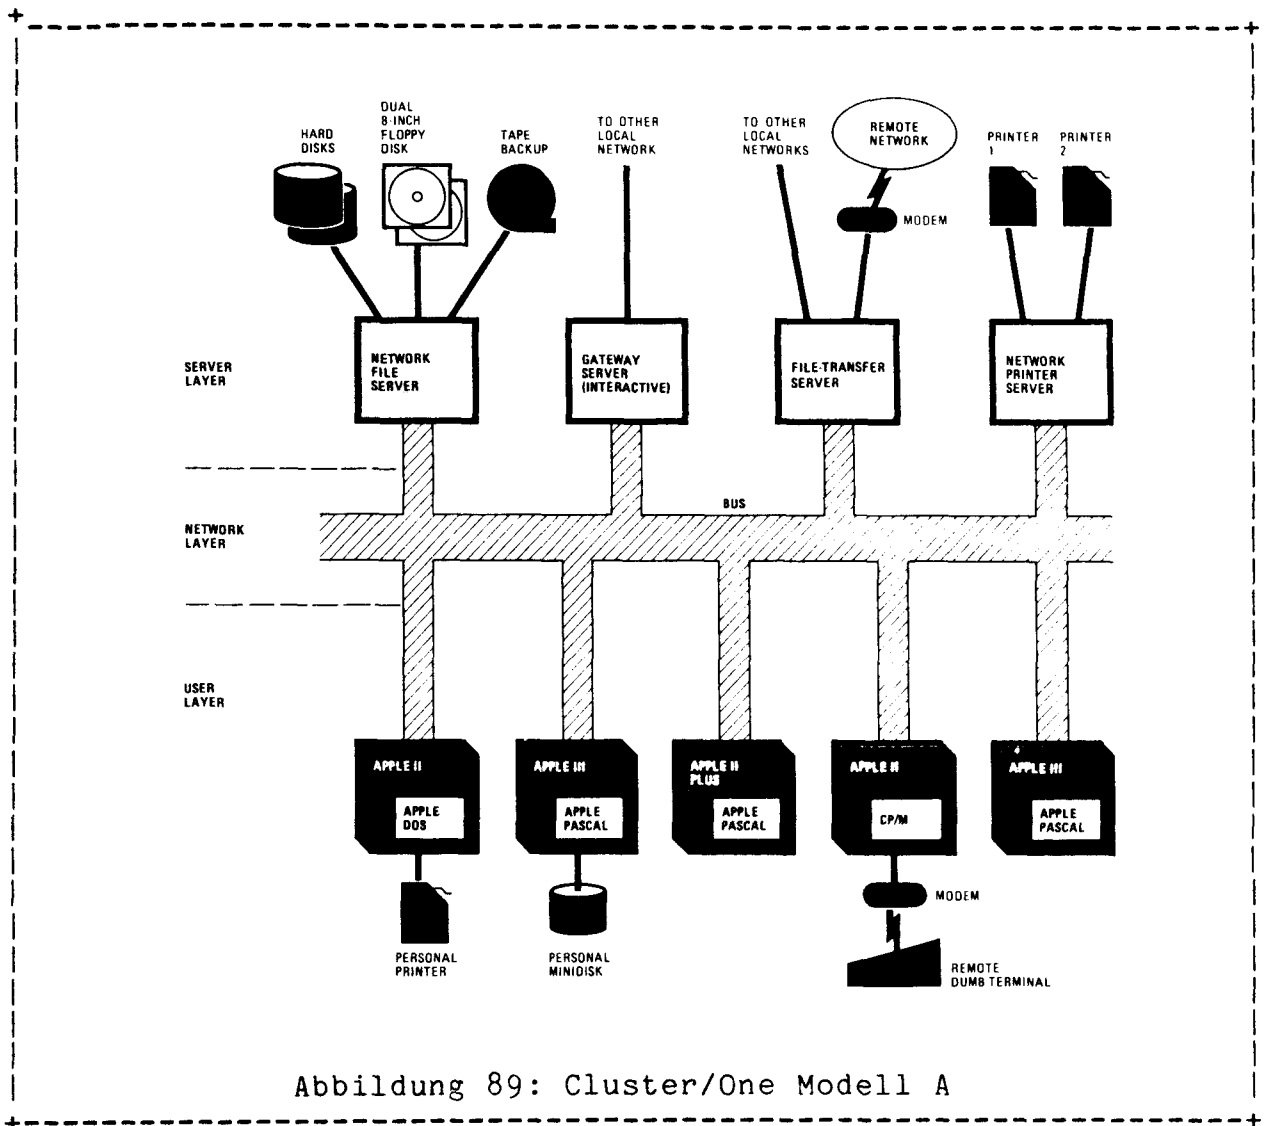 HARD
DISKS
DUAL
8-INCH
FLOPPY
DISK
TAPE
BACKUP
TO OTHER
LOCAL
NETWORK
TO OTHER
LOCAL
NETWORKS
REMOTE
NETWORK
MODEM
PRINTER
1
PRINTER
2
SERVER
LAYER
NETWORK
FILE
SERVER
GATEWAY
SERVER
(INTERACTIVE)
FILE-TRANSFER
SERVER
NETWORK
PRINTER
SERVER
BUS
NETWORK
LAYER
USER
LAYER
APPLE II
APPLE
DOS
APPLE III
APPLE
PASCAL
APPLE II
PLUS
APPLE
PASCAL
APPLE II
CP/M
APPLE III
APPLE
PASCAL
PERSONAL
PRINTER
PERSONAL
MINIDISK
MODEM
REMOTE
DUMB TERMINAL
Abbildung 89: Cluster/One Modell A